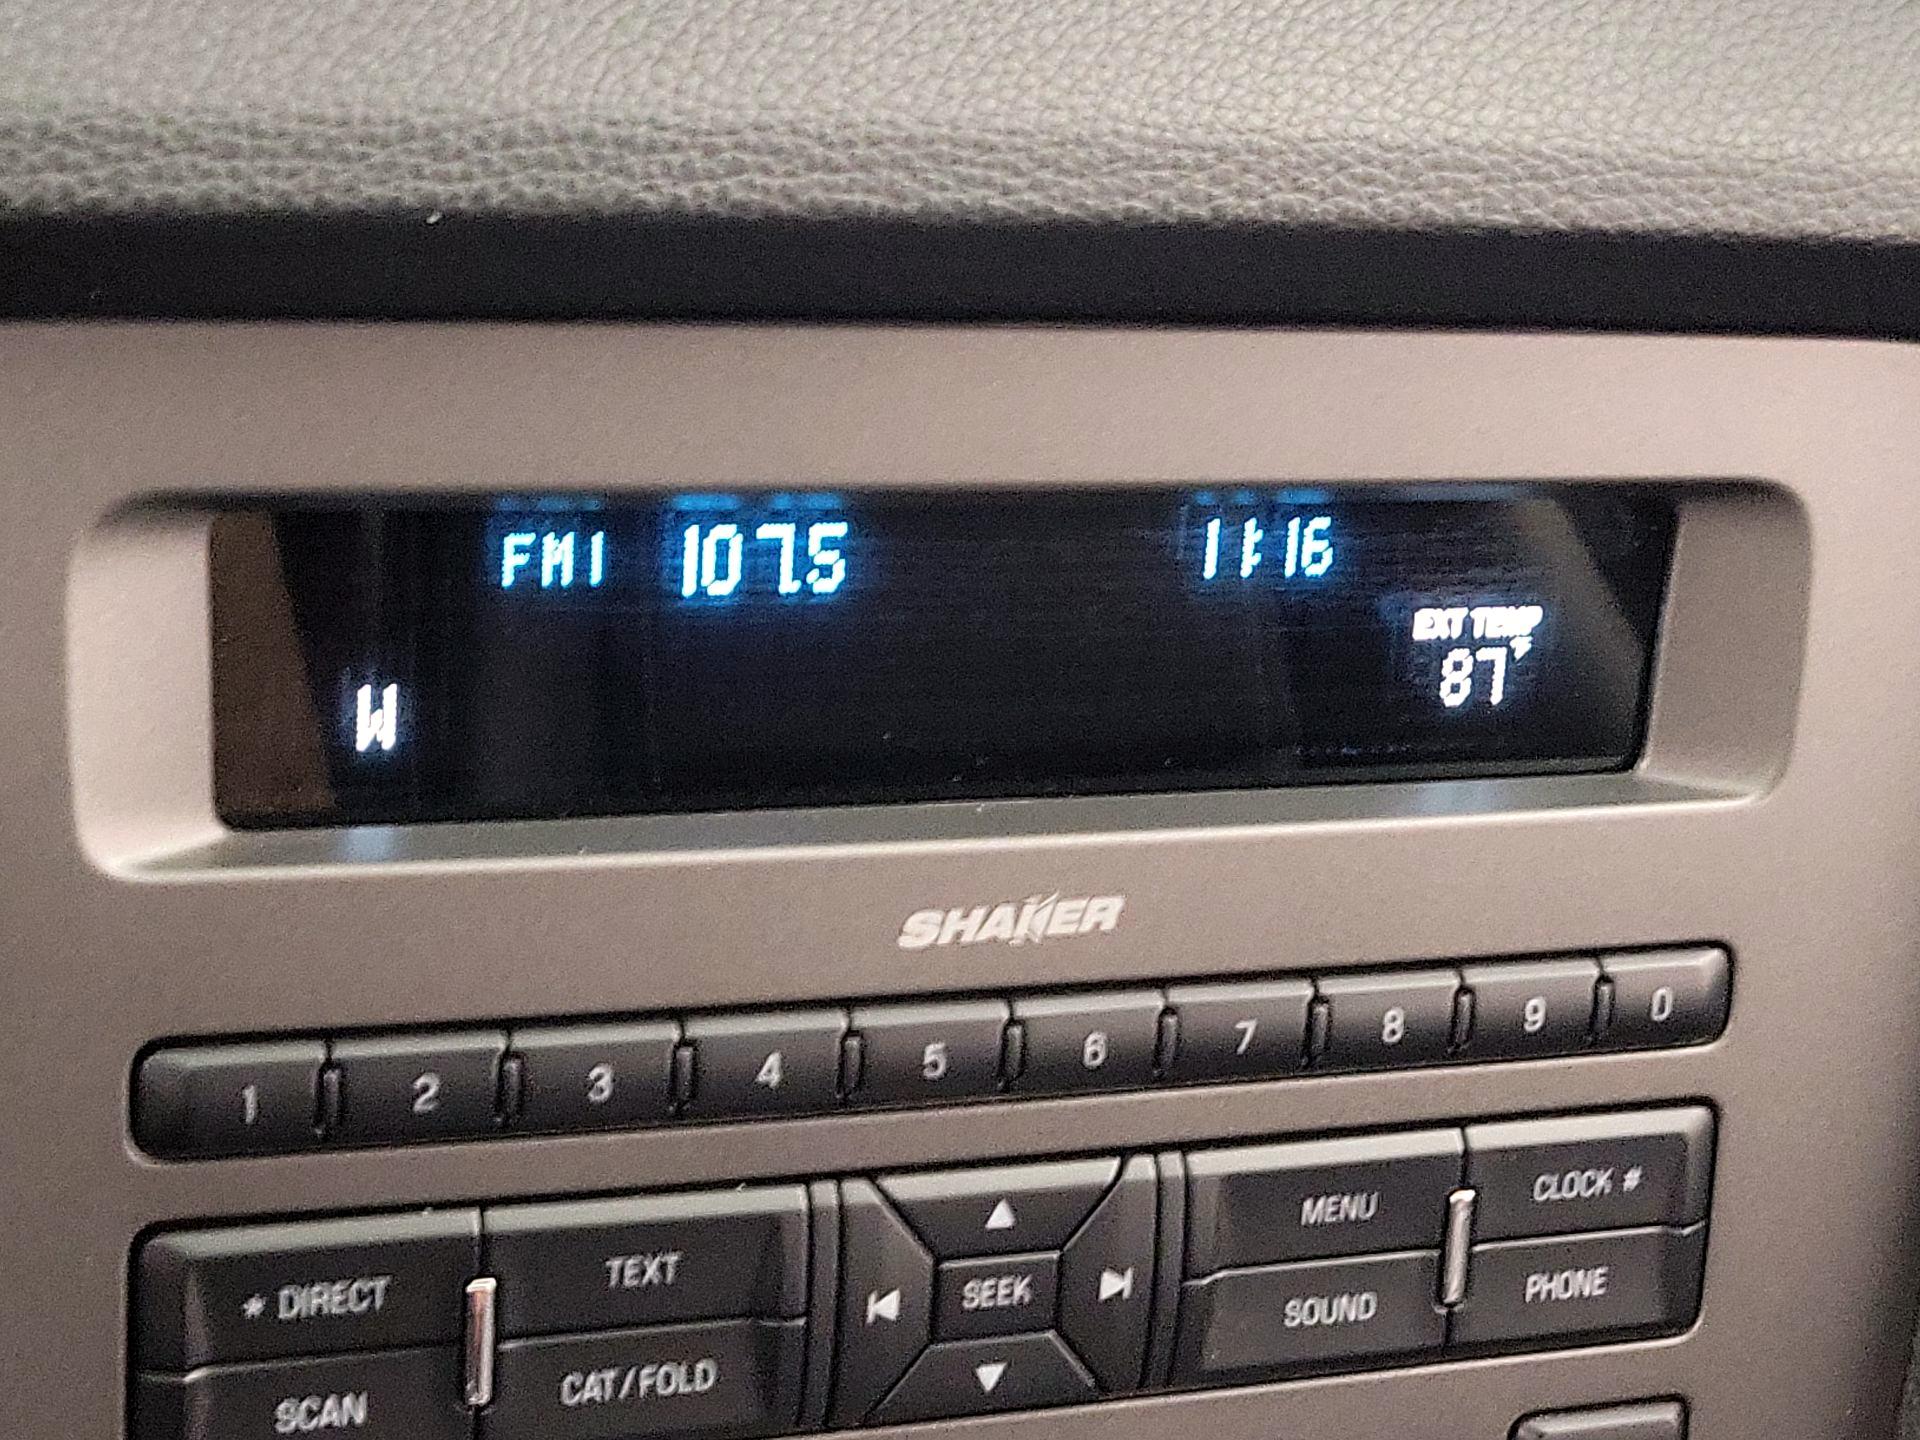 FM1 107.5 11:16
EXT TEMP
87°F
W
SHAKER
1 2 3 4 5 6 7 8 9 0
* DIRECT TEXT SEEK MENU CLOCK #
SCAN CAT/FOLD SOUND PHONE